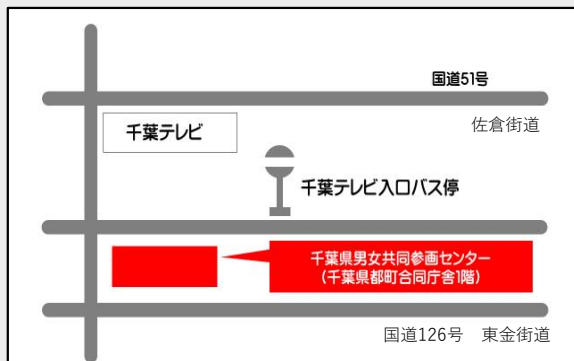 国道51号
佐倉街道
千葉テレビ
千葉テレビ入口バス停
千葉県男女共同参画センター
(千葉県都町合同庁舎1階)
国道126号　東金街道